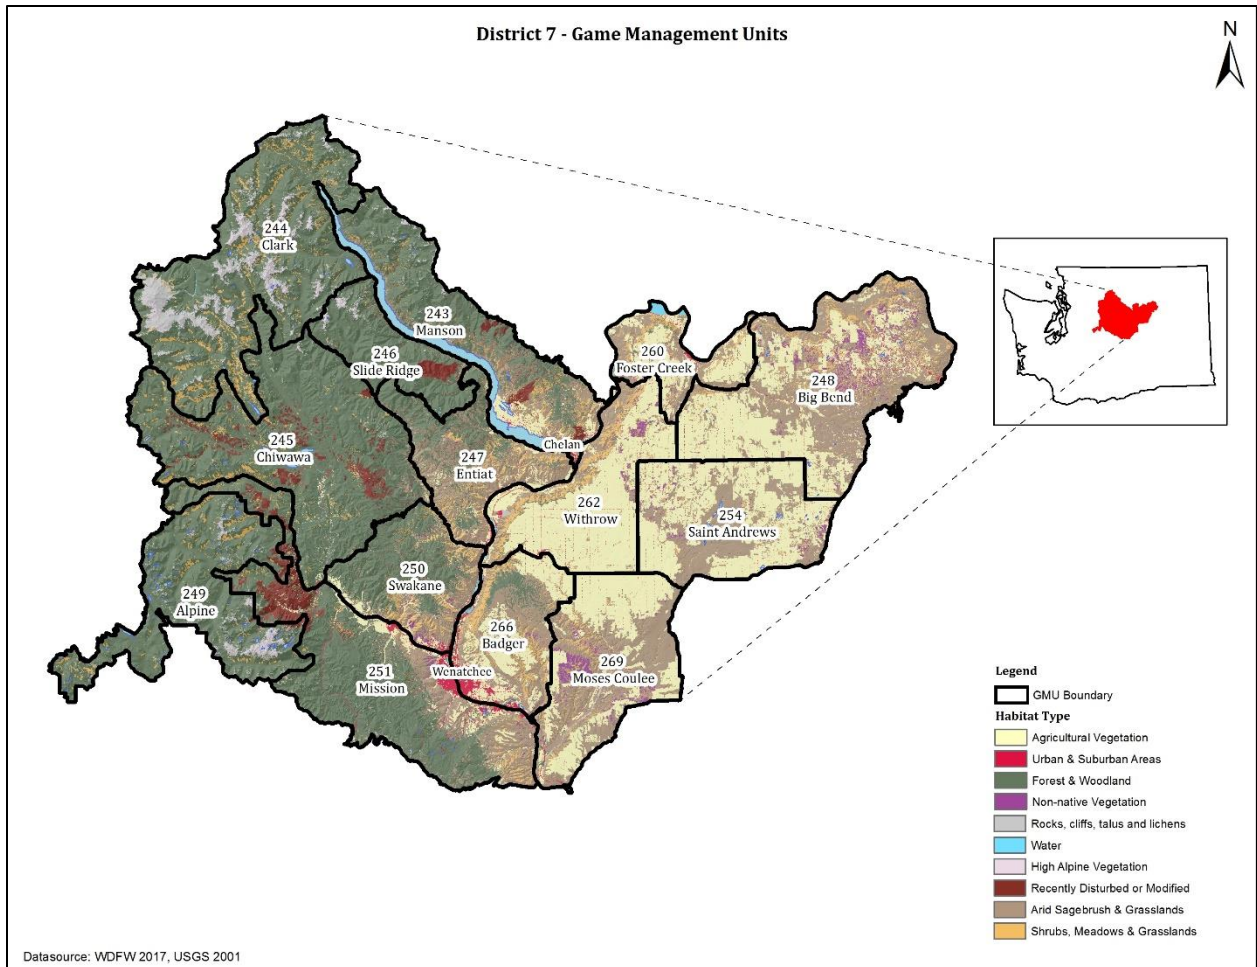 District 7 - Game Management Units
N
244
Clark
243
Manson
246
Slide Ridge
260
Foster Creek
248
Big Bend
245
Chiwawa
Chelan
247
Entiat
262
Withrow
254
Saint Andrews
250
Swakane
249
Alpine
266
Badger
251
Mission
Wenatchee
269
Moses Coulee
Legend
GMU Boundary
Habitat Type
Agricultural Vegetation
Urban & Suburban Areas
Forest & Woodland
Non-native Vegetation
Rocks, cliffs, talus and lichens
Water
High Alpine Vegetation
Recently Disturbed or Modified
Arid Sagebrush & Grasslands
Shrubs, Meadows & Grasslands
Datasource: WDFW 2017, USGS 2001